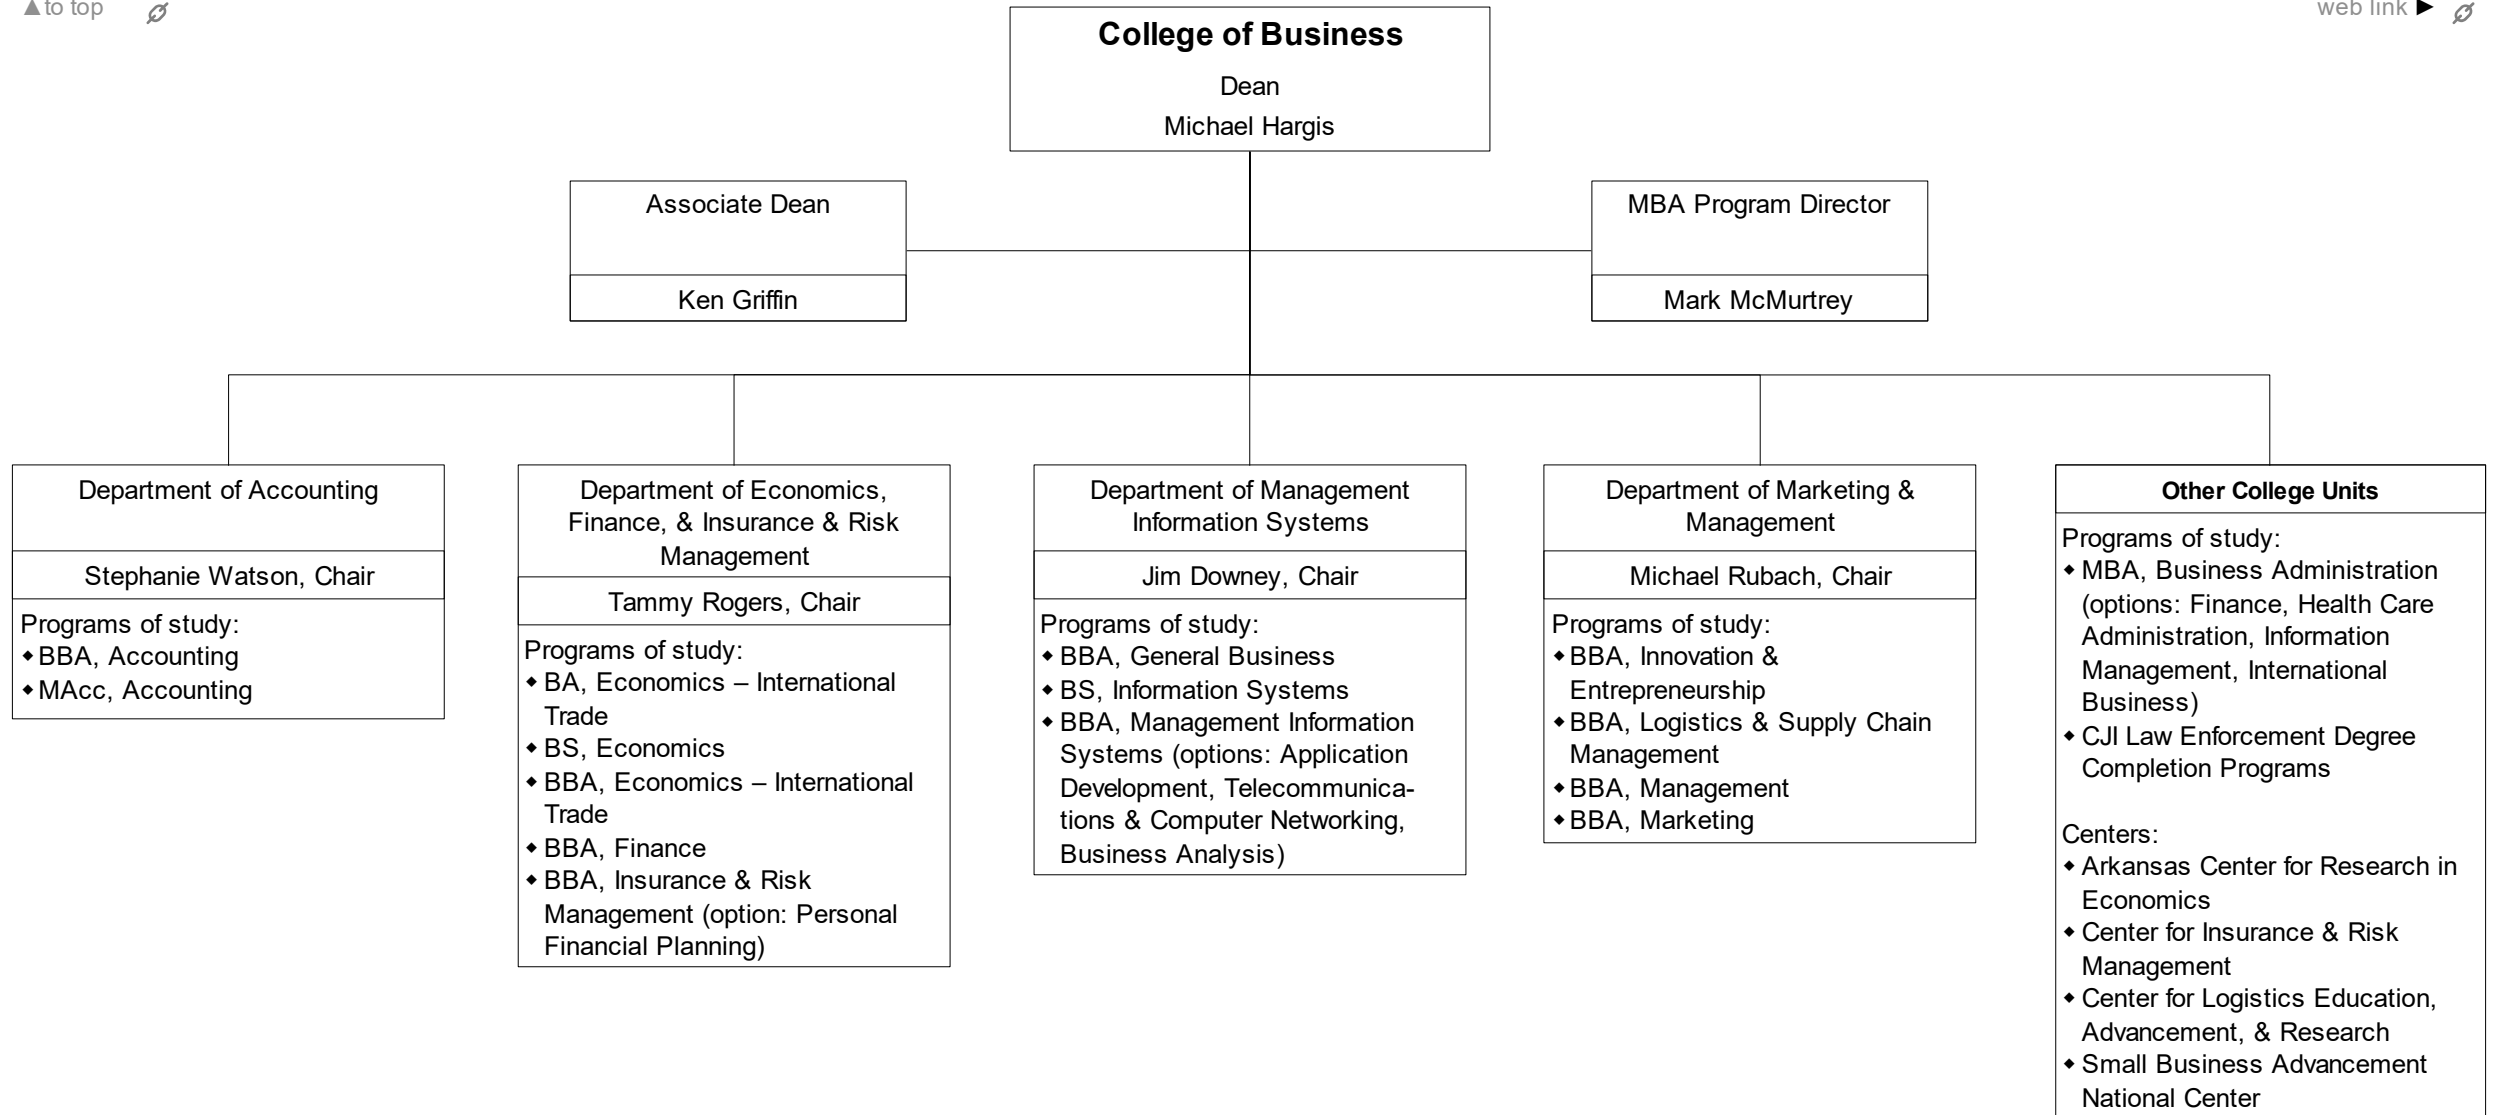 ▲to top
web link ►
College of Business
Dean
Michael Hargis
Associate Dean
Ken Griffin
MBA Program Director
Mark McMurtrey
Department of Accounting
Stephanie Watson, Chair
Programs of study:
◆BBA, Accounting
◆MAcc, Accounting
Department of Economics,
Finance, & Insurance & Risk
Management
Tammy Rogers, Chair
Programs of study:
◆BA, Economics – International
Trade
◆BS, Economics
◆BBA, Economics – International
Trade
◆BBA, Finance
◆BBA, Insurance & Risk
Management (option: Personal
Financial Planning)
Department of Management
Information Systems
Jim Downey, Chair
Programs of study:
◆BBA, General Business
◆BS, Information Systems
◆BBA, Management Information
Systems (options: Application
Development, Telecommunica-
tions & Computer Networking,
Business Analysis)
Department of Marketing &
Management
Michael Rubach, Chair
Programs of study:
◆BBA, Innovation &
Entrepreneurship
◆BBA, Logistics & Supply Chain
Management
◆BBA, Management
◆BBA, Marketing
Other College Units
Programs of study:
◆MBA, Business Administration
(options: Finance, Health Care
Administration, Information
Management, International
Business)
◆CJI Law Enforcement Degree
Completion Programs
Centers:
◆Arkansas Center for Research in
Economics
◆Center for Insurance & Risk
Management
◆Center for Logistics Education,
Advancement, & Research
◆Small Business Advancement
National Center